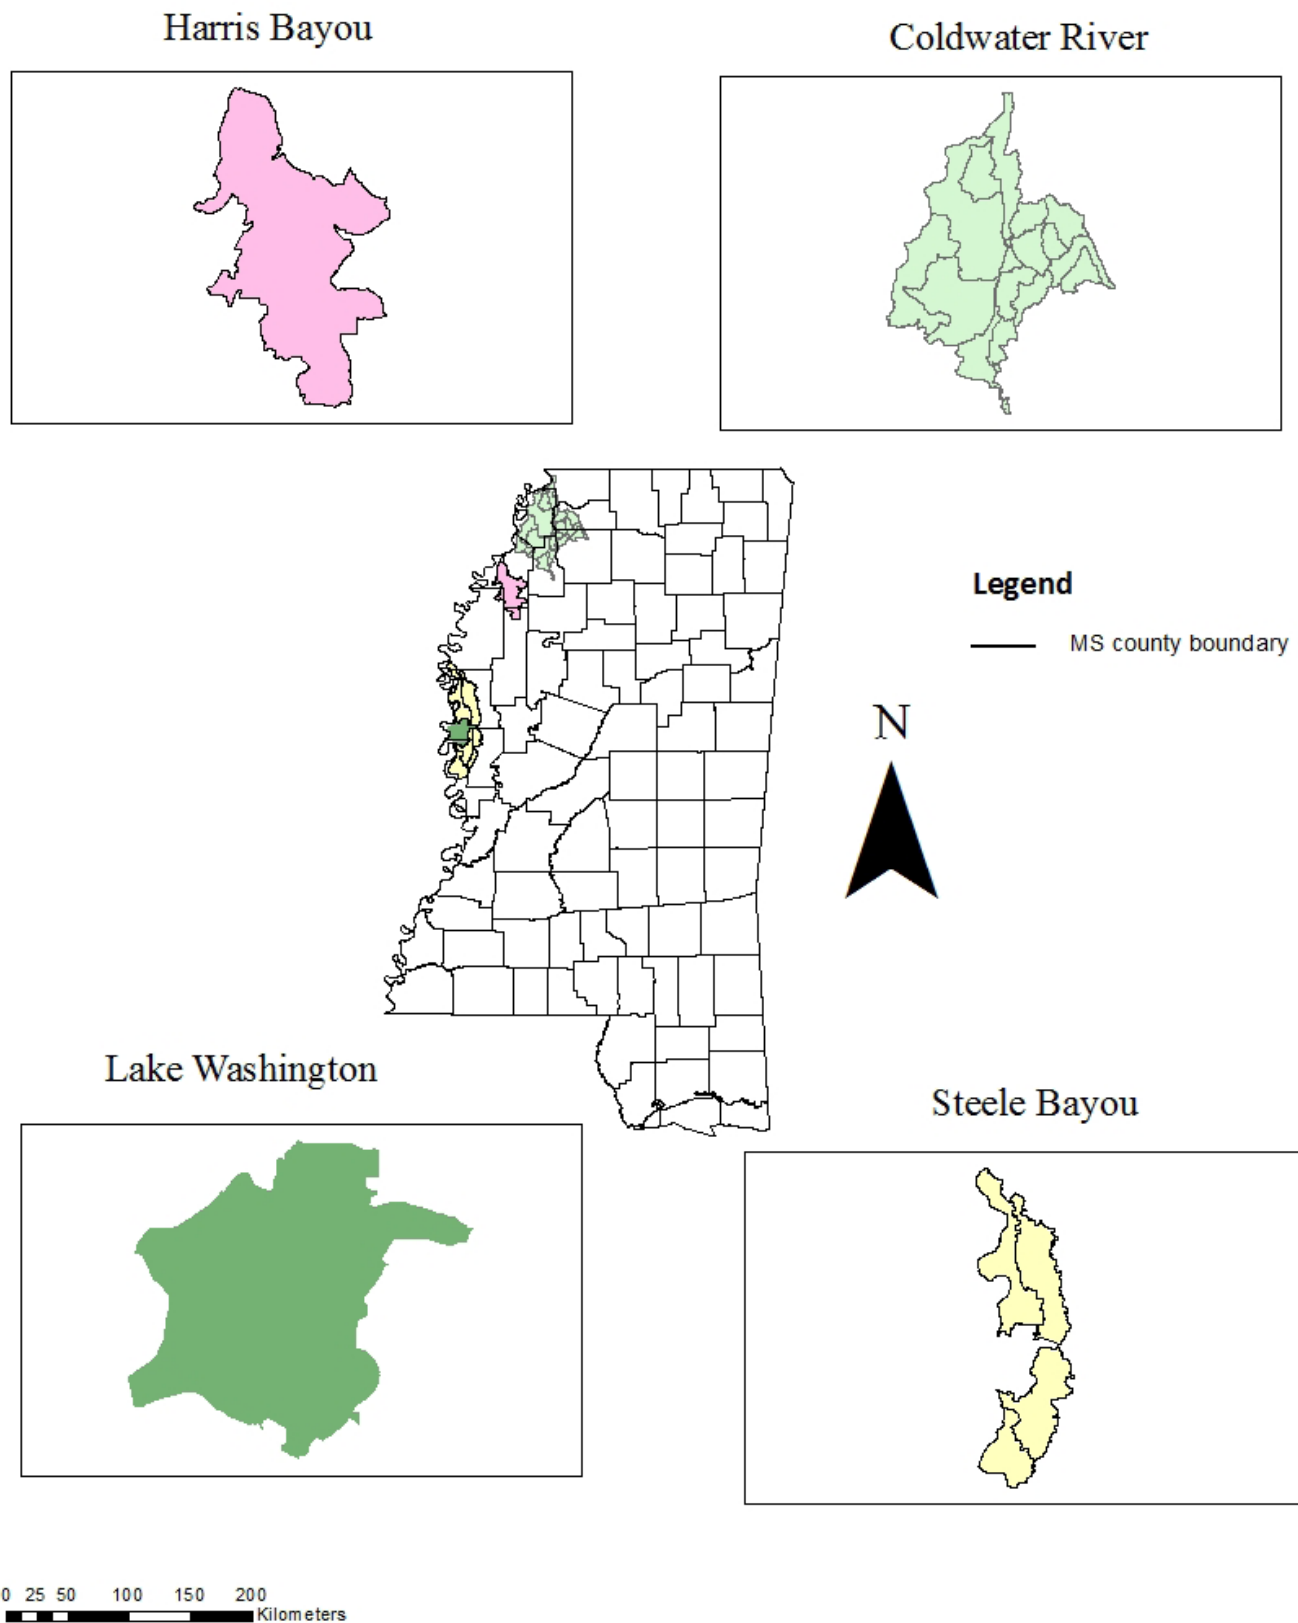 Harris Bayou
Coldwater River
Legend
MS county boundary
N
Lake Washington
Steele Bayou
0 25 50 100 150 200
Kilometers